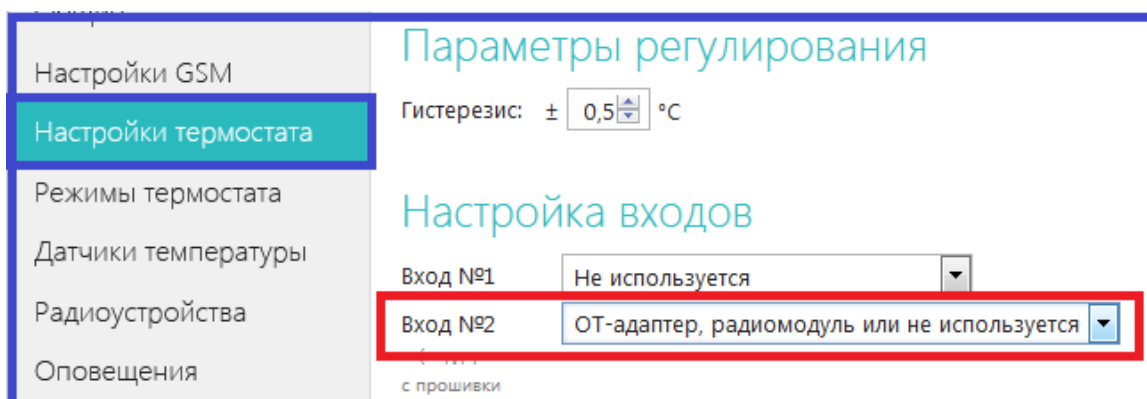 Настройки GSM
Настройки термостата
Режимы термостата
Датчики температуры
Радиоустройства
Оповещения
Параметры регулирования
Гистерезис: ± 0,5 °C
Настройка входов
Вход №1 Не используется
Вход №2 ОТ-адаптер, радиомодуль или не используется
с прошивки